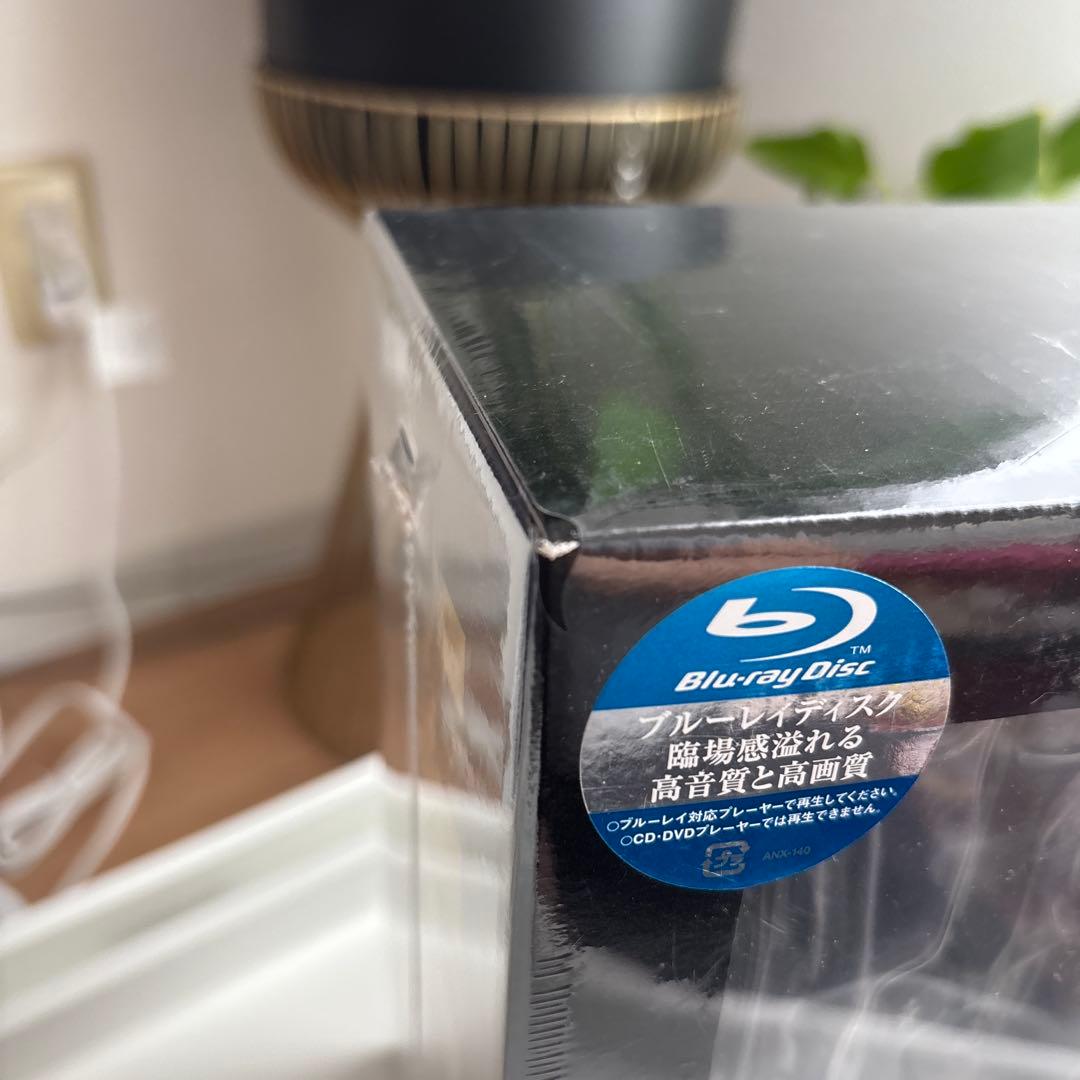 TM
Blu-ray Disc
ブルーレイディスク
臨場感溢れる
高音質と高画質
○ブルーレイ対応プレーヤーで再生してください。
○CD・DVDプレーヤーでは再生できません。
プラ
ANX-140